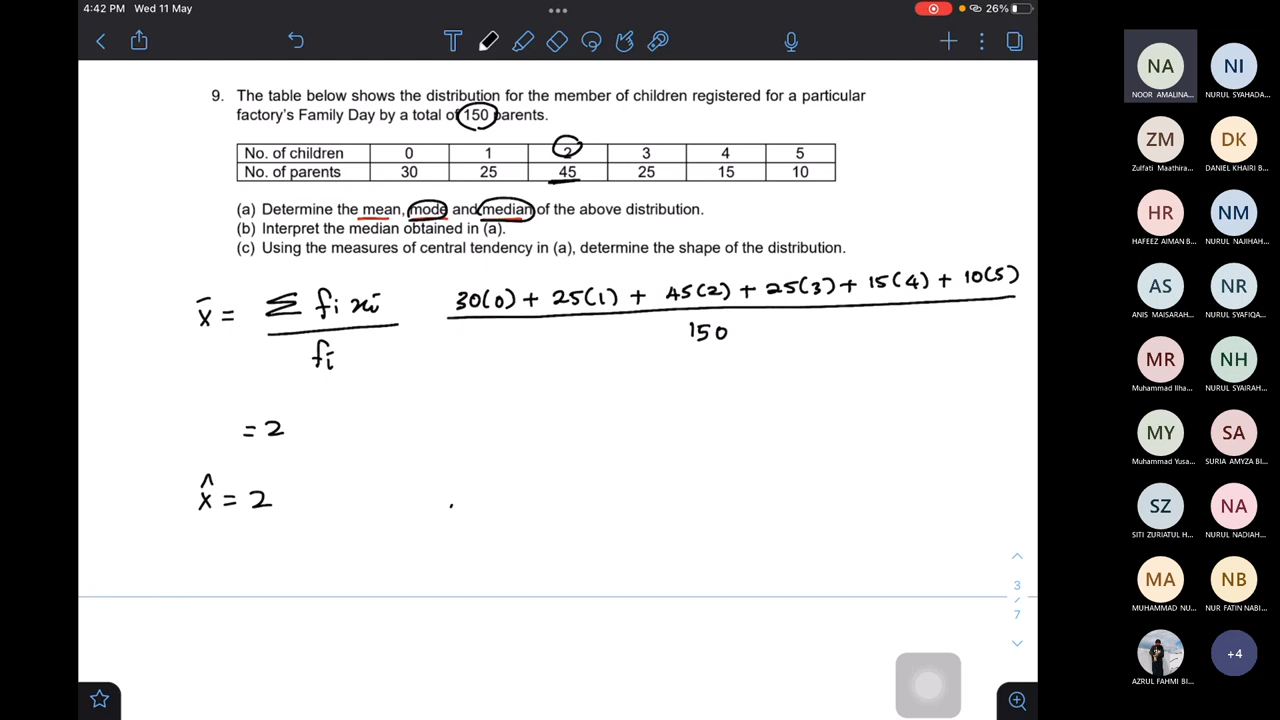 4:42 PM Wed 11 May
26%
9. The table below shows the distribution for the member of children registered for a particular
factory's Family Day by a total of 150 parents.
No. of children 0 1 2 3 4 5
No. of parents 30 25 45 25 15 10
(a) Determine the mean, mode and median of the above distribution.
(b) Interpret the median obtained in (a).
(c) Using the measures of central tendency in (a), determine the shape of the distribution.
x̄ = Σ fi xi / fi
30(0) + 25(1) + 45(2) + 25(3) + 15(4) + 10(5)
150
= 2
x̂ = 2
3
7
NA
NOOR AMALINA...
NI
NURUL SYAHADA...
ZM
Zulfati Maathira...
DK
DANIEL KHAIRI B...
HR
HAFEEZ AIMAN B...
NM
NURUL NAJIHAH...
AS
ANIS MAISARAH...
NR
NURUL SYAFIQA...
MR
Muhammad Ilha...
NH
NURUL SYAIRAH...
MY
Muhammad Yusa...
SA
SURIA AMYZA BI...
SZ
SITI ZURIATUL H...
NA
NURUL NADIAH...
MA
MUHAMMAD NU...
NB
NUR FATIN NABI...
AZRUL FAHMI BI...
+4